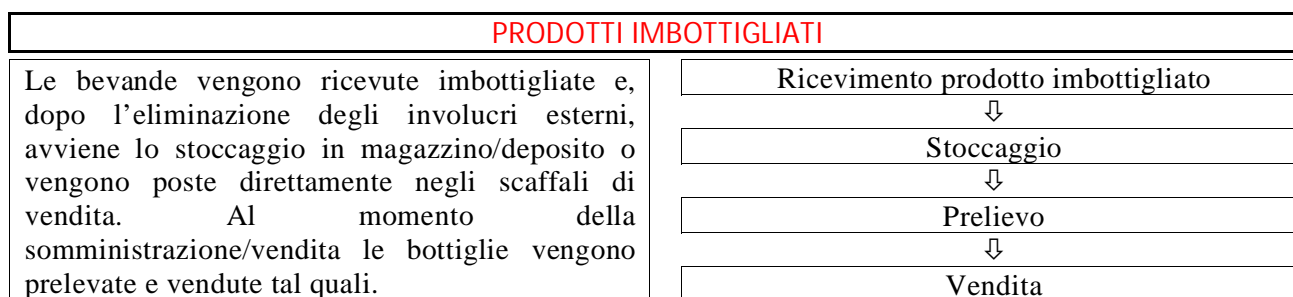 PRODOTTI IMBOTTIGLIATI
Le bevande vengono ricevute imbottigliate e,
dopo l'eliminazione degli involucri esterni,
avviene lo stoccaggio in magazzino/deposito o
vengono poste direttamente negli scaffali di
vendita. Al momento della
somministrazione/vendita le bottiglie vengono
prelevate e vendute tal quali.
Ricevimento prodotto imbottigliato
⇩
Stoccaggio
⇩
Prelievo
⇩
Vendita